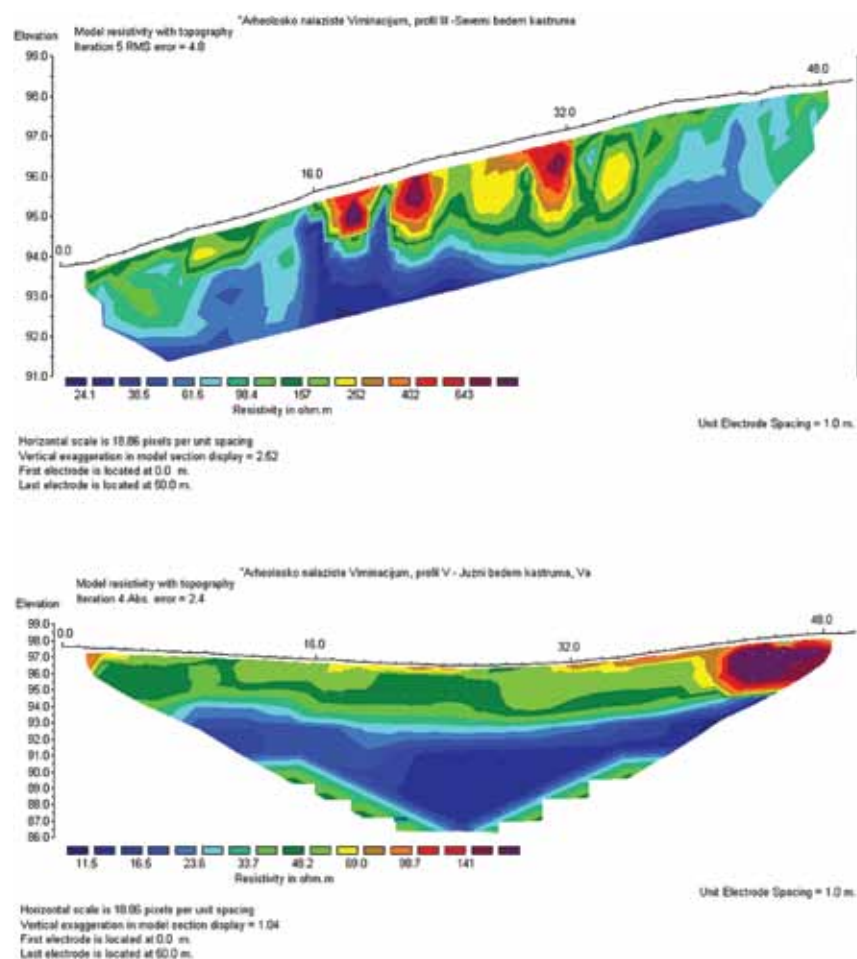 "Arheolosko nalaziste Viminacijum, profil III -Severni bedem kastruma
Model resistivity with topography
Iteration 5 RMS error = 4.8
Elevation
99.0
98.0
97.0
96.0
95.0
94.0
93.0
92.0
91.0
0.0
16.0
32.0
48.0
24.1 38.5 61.6 98.4 157 252 402 643
Resistivity in ohm.m
Unit Electrode Spacing = 1.0 m.
Horizontal scale is 18.86 pixels per unit spacing
Vertical exaggeration in model section display = 2.52
First electrode is located at 0.0 m.
Last electrode is located at 50.0 m.
"Arheolosko nalaziste Viminacijum, profil V - Juzni bedem kastruma, Va
Model resistivity with topography
Iteration 4 Abs. error = 2.4
Elevation
99.0
98.0
97.0
96.0
95.0
94.0
93.0
92.0
91.0
90.0
89.0
88.0
87.0
86.0
0.0
16.0
32.0
48.0
11.5 16.5 23.6 33.7 48.2 69.0 98.7 141
Resistivity in ohm.m
Unit Electrode Spacing = 1.0 m.
Horizontal scale is 18.86 pixels per unit spacing
Vertical exaggeration in model section display = 1.04
First electrode is located at 0.0 m.
Last electrode is located at 50.0 m.